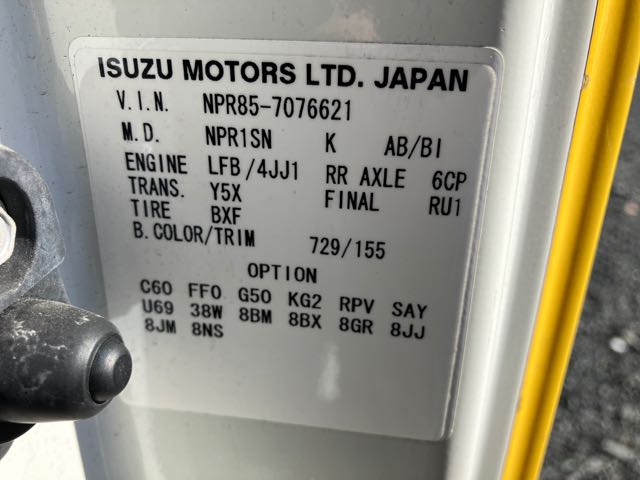 ISUZU MOTORS LTD. JAPAN
V.I.N. NPR85-7076621
M.D. NPR1SN K AB/BI
ENGINE LFB/4JJ1 RR AXLE 6CP
TRANS. Y5X FINAL RU1
TIRE BXF
B.COLOR/TRIM 729/155
OPTION
C60 FF0 G50 KG2 RPV SAY
U69 38W 8BM 8BX 8GR 8JJ
8JM 8NS